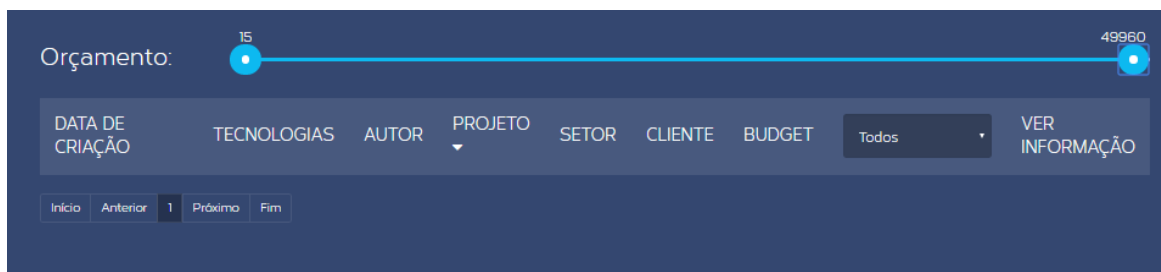 15 49960
Orçamento:
DATA DE CRIAÇÃO TECNOLOGIAS AUTOR PROJETO SETOR CLIENTE BUDGET Todos VER INFORMAÇÃO
Início Anterior 1 Próximo Fim